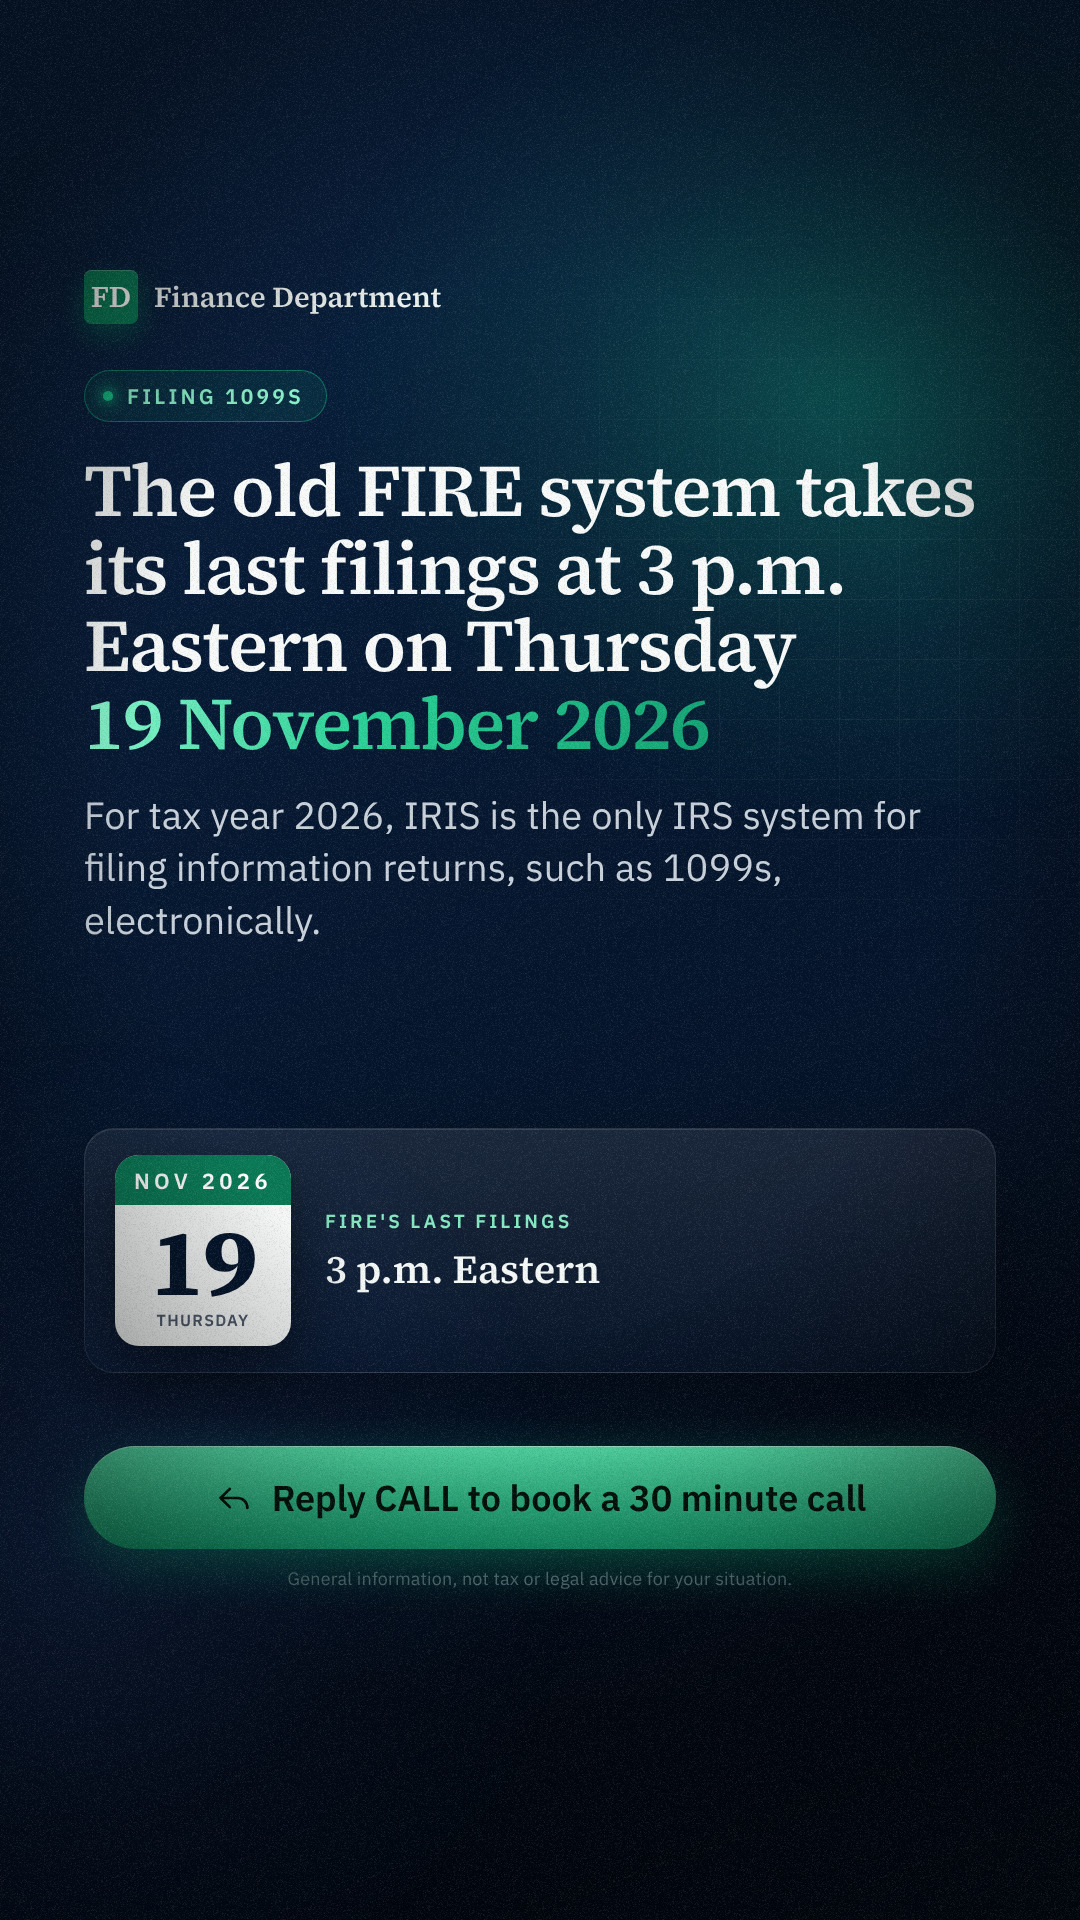 FD Finance Department
FILING 1099S
The old FIRE system takes
its last filings at 3 p.m.
Eastern on Thursday
19 November 2026
For tax year 2026, IRIS is the only IRS system for
filing information returns, such as 1099s,
electronically.
NOV 2026
19
THURSDAY
FIRE'S LAST FILINGS
3 p.m. Eastern
Reply CALL to book a 30 minute call
General information, not tax or legal advice for your situation.